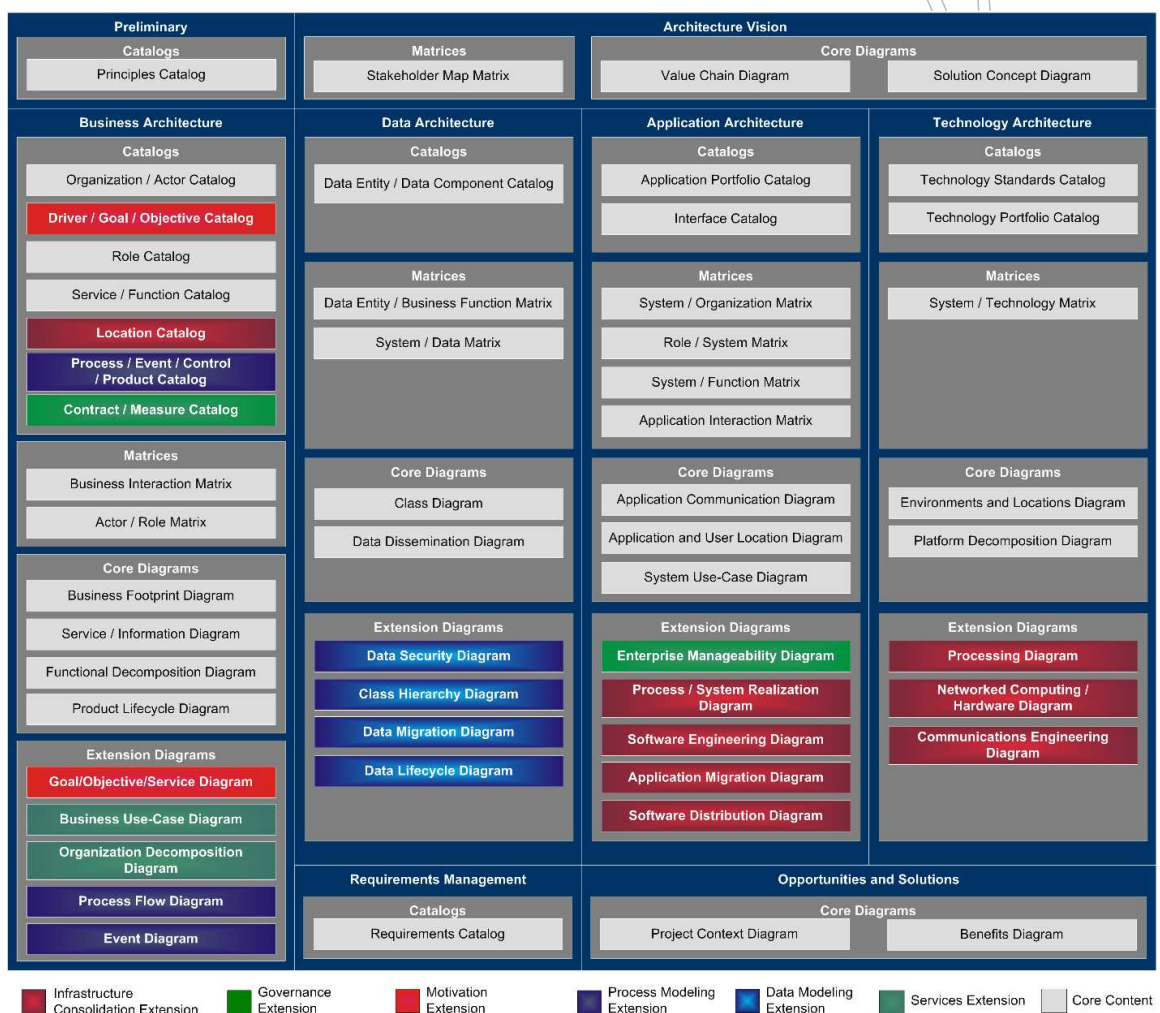 Preliminary
Catalogs
Principles Catalog
Architecture Vision
Matrices
Stakeholder Map Matrix
Core Diagrams
Value Chain Diagram
Solution Concept Diagram
Business Architecture
Catalogs
Organization / Actor Catalog
Driver / Goal / Objective Catalog
Role Catalog
Service / Function Catalog
Location Catalog
Process / Event / Control
/ Product Catalog
Contract / Measure Catalog
Matrices
Business Interaction Matrix
Actor / Role Matrix
Core Diagrams
Business Footprint Diagram
Service / Information Diagram
Functional Decomposition Diagram
Product Lifecycle Diagram
Extension Diagrams
Goal/Objective/Service Diagram
Business Use-Case Diagram
Organization Decomposition
Diagram
Process Flow Diagram
Event Diagram
Data Architecture
Catalogs
Data Entity / Data Component Catalog
Matrices
Data Entity / Business Function Matrix
System / Data Matrix
Core Diagrams
Class Diagram
Data Dissemination Diagram
Extension Diagrams
Data Security Diagram
Class Hierarchy Diagram
Data Migration Diagram
Data Lifecycle Diagram
Application Architecture
Catalogs
Application Portfolio Catalog
Interface Catalog
Matrices
System / Organization Matrix
Role / System Matrix
System / Function Matrix
Application Interaction Matrix
Core Diagrams
Application Communication Diagram
Application and User Location Diagram
System Use-Case Diagram
Extension Diagrams
Enterprise Manageability Diagram
Process / System Realization
Diagram
Software Engineering Diagram
Application Migration Diagram
Software Distribution Diagram
Technology Architecture
Catalogs
Technology Standards Catalog
Technology Portfolio Catalog
Matrices
System / Technology Matrix
Core Diagrams
Environments and Locations Diagram
Platform Decomposition Diagram
Extension Diagrams
Processing Diagram
Networked Computing /
Hardware Diagram
Communications Engineering
Diagram
Requirements Management
Catalogs
Requirements Catalog
Opportunities and Solutions
Core Diagrams
Project Context Diagram
Benefits Diagram
Infrastructure
Consolidation Extension
Governance
Extension
Motivation
Extension
Process Modeling
Extension
Data Modeling
Extension
Services Extension
Core Content